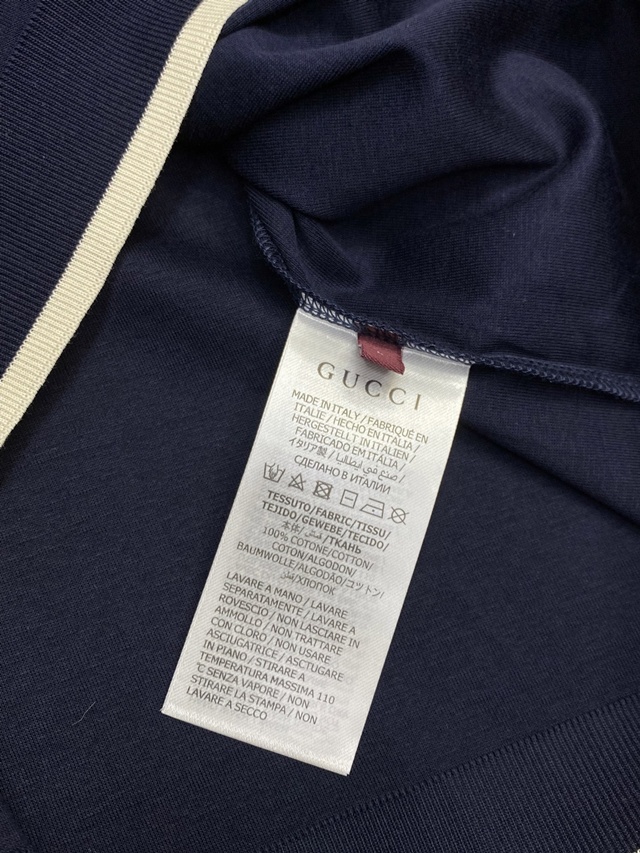 GUCCI
MADE IN ITALY/FABRIQUÉ EN
ITALIE/HECHO EN ITALIA/
HERGESTELLT IN ITALIEN/
FABRICADO EM ITÁLIA/
イタリア製/صنع في ايطاليا/
СДЕЛАНО В ИТАЛИИ
TESSUTO/FABRIC/TISSU/
TEJIDO/GEWEBE/TECIDO/
本体/قماش/ТКАНЬ
100% COTONE/COTTON/
COTON/ALGODON/
BAUMWOLLE/ALGODÃO/コットン/
قطن/ХЛОПОК
LAVARE A MANO / LAVARE
SEPARATAMENTE / LAVARE A
ROVESCIO / NON LASCIARE IN
AMMOLLO / NON TRATTARE
CON CLORO / NON USARE
ASCIUGATRICE / ASCIUGARE
IN PIANO / STIRARE A
TEMPERATURA MASSIMA 110
°C SENZA VAPORE / NON
STIRARE LA STAMPA / NON
LAVARE A SECCO